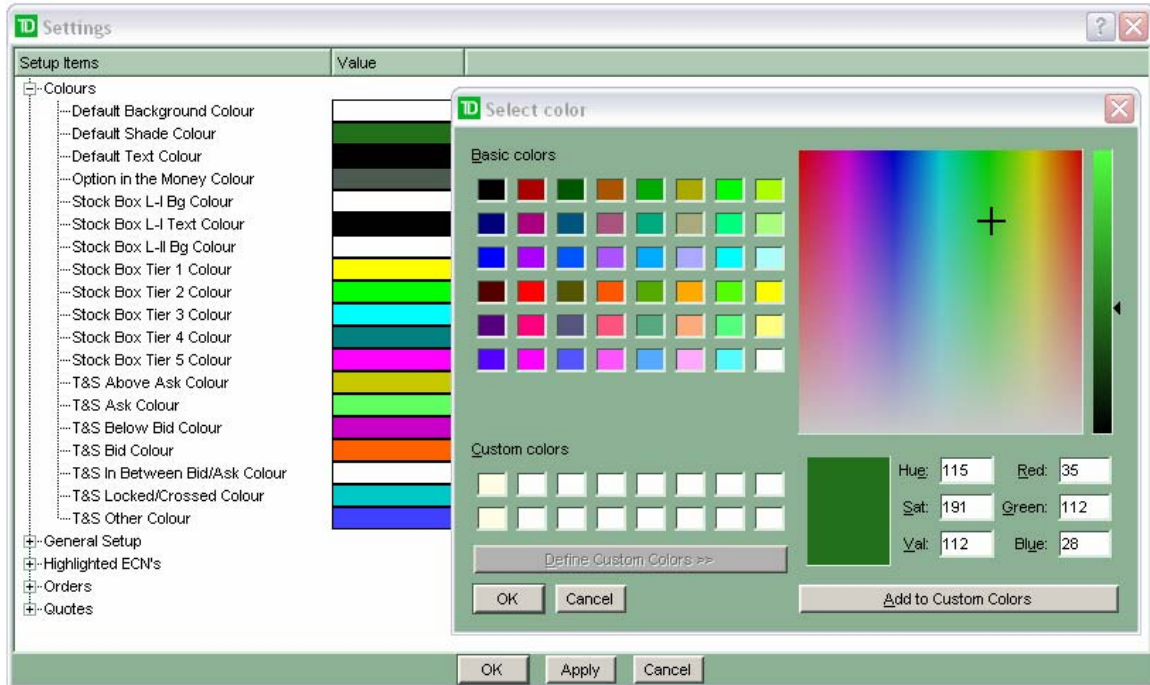 TD Settings
Setup Items Value
Colours
Default Background Colour
Default Shade Colour
Default Text Colour
Option in the Money Colour
Stock Box L-I Bg Colour
Stock Box L-I Text Colour
Stock Box L-II Bg Colour
Stock Box Tier 1 Colour
Stock Box Tier 2 Colour
Stock Box Tier 3 Colour
Stock Box Tier 4 Colour
Stock Box Tier 5 Colour
T&S Above Ask Colour
T&S Ask Colour
T&S Below Bid Colour
T&S Bid Colour
T&S In Between Bid/Ask Colour
T&S Locked/Crossed Colour
T&S Other Colour
General Setup
Highlighted ECN's
Orders
Quotes
TD Select color
Basic colors
Custom colors
Define Custom Colors >>
OK Cancel
Hue: 115 Red: 35
Sat: 191 Green: 112
Val: 112 Blue: 28
Add to Custom Colors
OK Apply Cancel